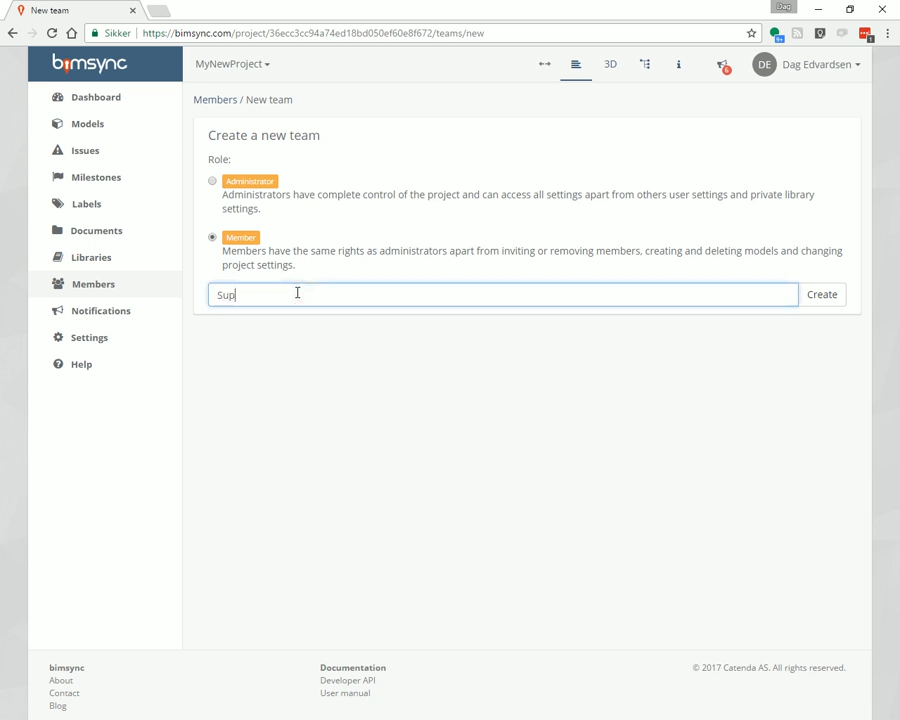 New team
Dag
Sikker https://bimsync.com/project/36ecc3cc94a74ed18bd050ef60e8f672/teams/new
bimsync
MyNewProject
3D
6
DE
Dag Edvardsen
Dashboard
Models
Issues
Milestones
Labels
Documents
Libraries
Members
Notifications
Settings
Help
Members / New team
Create a new team
Role:
Administrator
Administrators have complete control of the project and can access all settings apart from others user settings and private library
settings.
Member
Members have the same rights as administrators apart from inviting or removing members, creating and deleting models and changing
project settings.
Sup
Create
bimsync
About
Contact
Blog
Documentation
Developer API
User manual
© 2017 Catenda AS. All rights reserved.